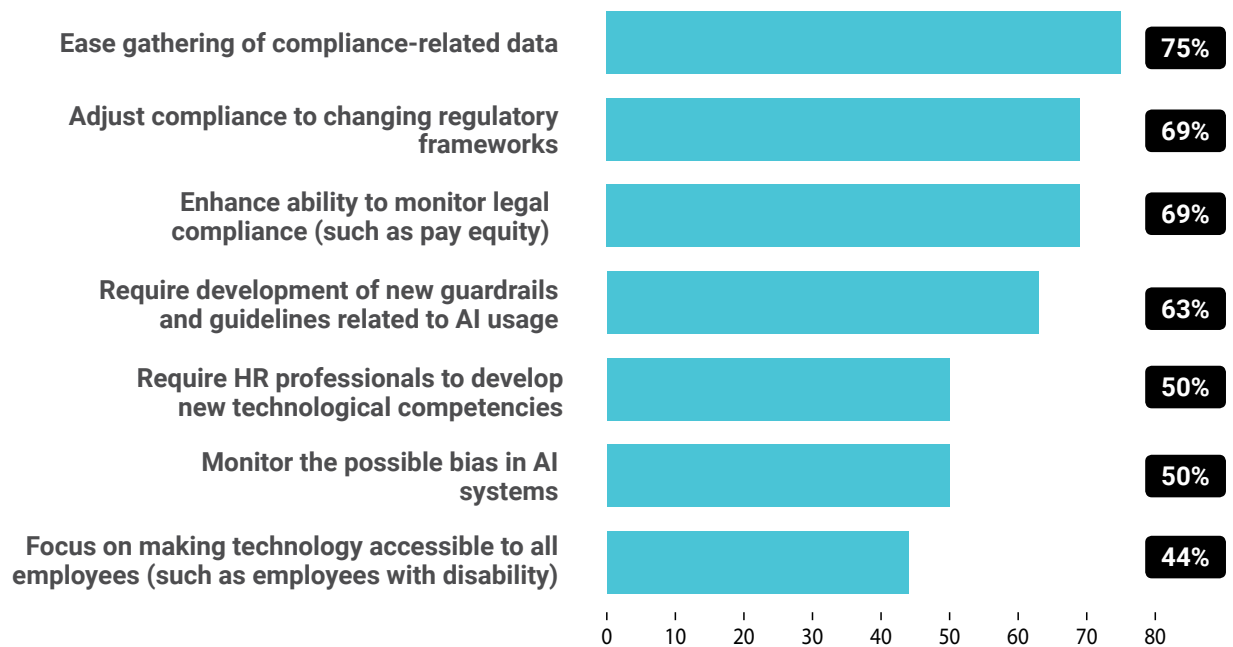 Ease gathering of compliance-related data
75%
Adjust compliance to changing regulatory
frameworks
69%
Enhance ability to monitor legal
compliance (such as pay equity)
69%
Require development of new guardrails
and guidelines related to AI usage
63%
Require HR professionals to develop
new technological competencies
50%
Monitor the possible bias in AI
systems
50%
Focus on making technology accessible to all
employees (such as employees with disability)
44%
0 10 20 30 40 50 60 70 80